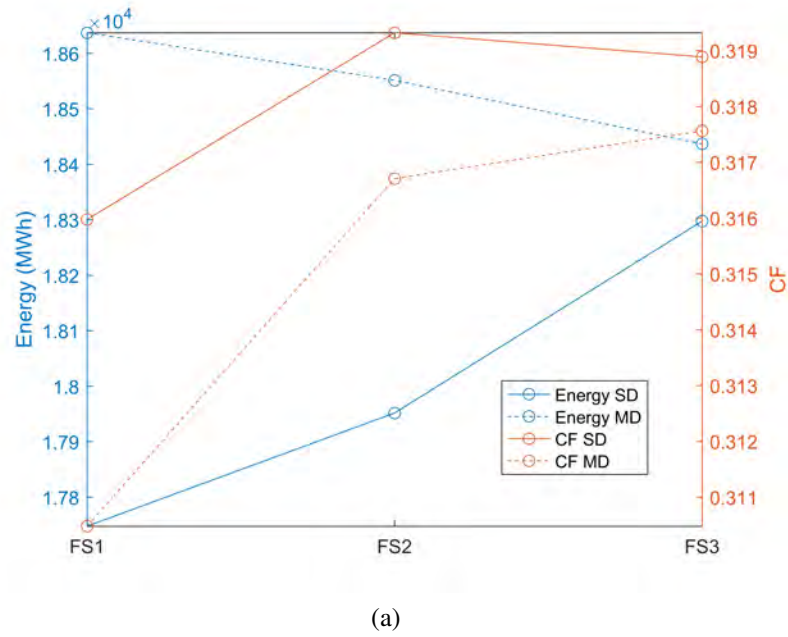 ×10⁴
1.86
1.85
1.84
1.83
1.82
1.81
1.8
1.79
1.78
Energy (MWh)
0.319
0.318
0.317
0.316
0.315
0.314
0.313
0.312
0.311
CF
Energy SD
Energy MD
CF SD
CF MD
FS1 FS2 FS3
(a)